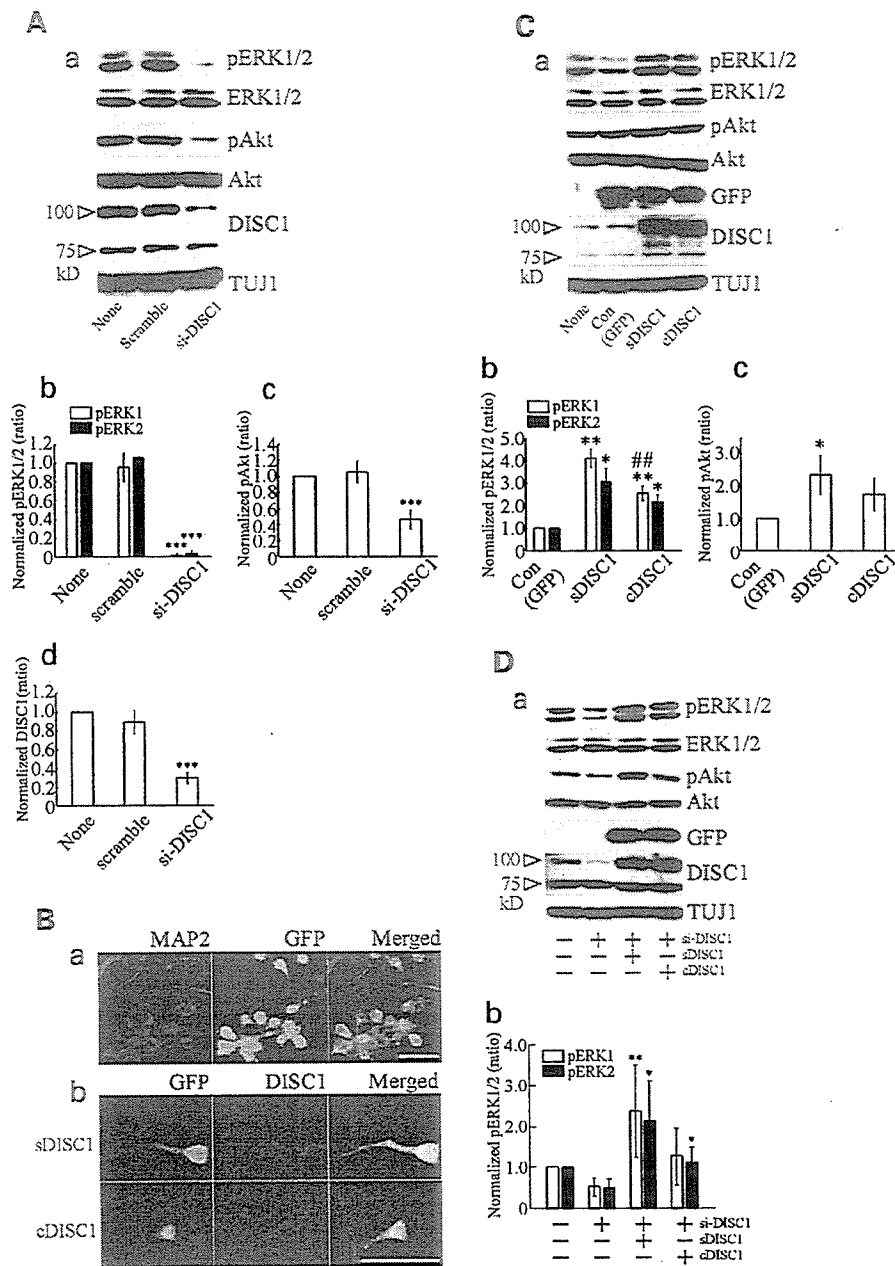 A
a
pERK1/2
ERK1/2
pAkt
Akt
100
DISC1
75
kD
TUJ1
None
Scramble
si-DISC1
b
pERK1
pERK2
Normalized pERK1/2 (ratio)
1.2
1.0
0.8
0.6
0.4
0.2
0
***
***
None
scramble
si-DISC1
c
Normalized pAkt (ratio)
1.4
1.2
1.0
0.8
0.6
0.4
0.2
0
***
None
scramble
si-DISC1
d
Normalized DISC1 (ratio)
1.2
1.0
0.8
0.6
0.4
0.2
0
***
None
scramble
si-DISC1
B
MAP2 GFP Merged
a
b
GFP DISC1 Merged
sDISC1
cDISC1
C
a
pERK1/2
ERK1/2
pAkt
Akt
GFP
100
DISC1
75
kD
TUJ1
None
Con
(GFP)
sDISC1
cDISC1
b
pERK1
pERK2
Normalized pERK1/2 (ratio)
5.0
4.0
3.0
2.0
1.0
0
**
*
##
**
*
Con
(GFP)
sDISC1
cDISC1
c
Normalized pAkt (ratio)
3.0
2.0
1.0
0
*
Con
(GFP)
sDISC1
cDISC1
D
a
pERK1/2
ERK1/2
pAkt
Akt
GFP
100
DISC1
75
kD
TUJ1
− + + + si-DISC1
− − + − sDISC1
− − − + cDISC1
b
pERK1
pERK2
Normalized pERK1/2 (ratio)
4.0
3.0
2.0
1.0
0
**
*
*
− + + + si-DISC1
− − + − sDISC1
− − − + cDISC1